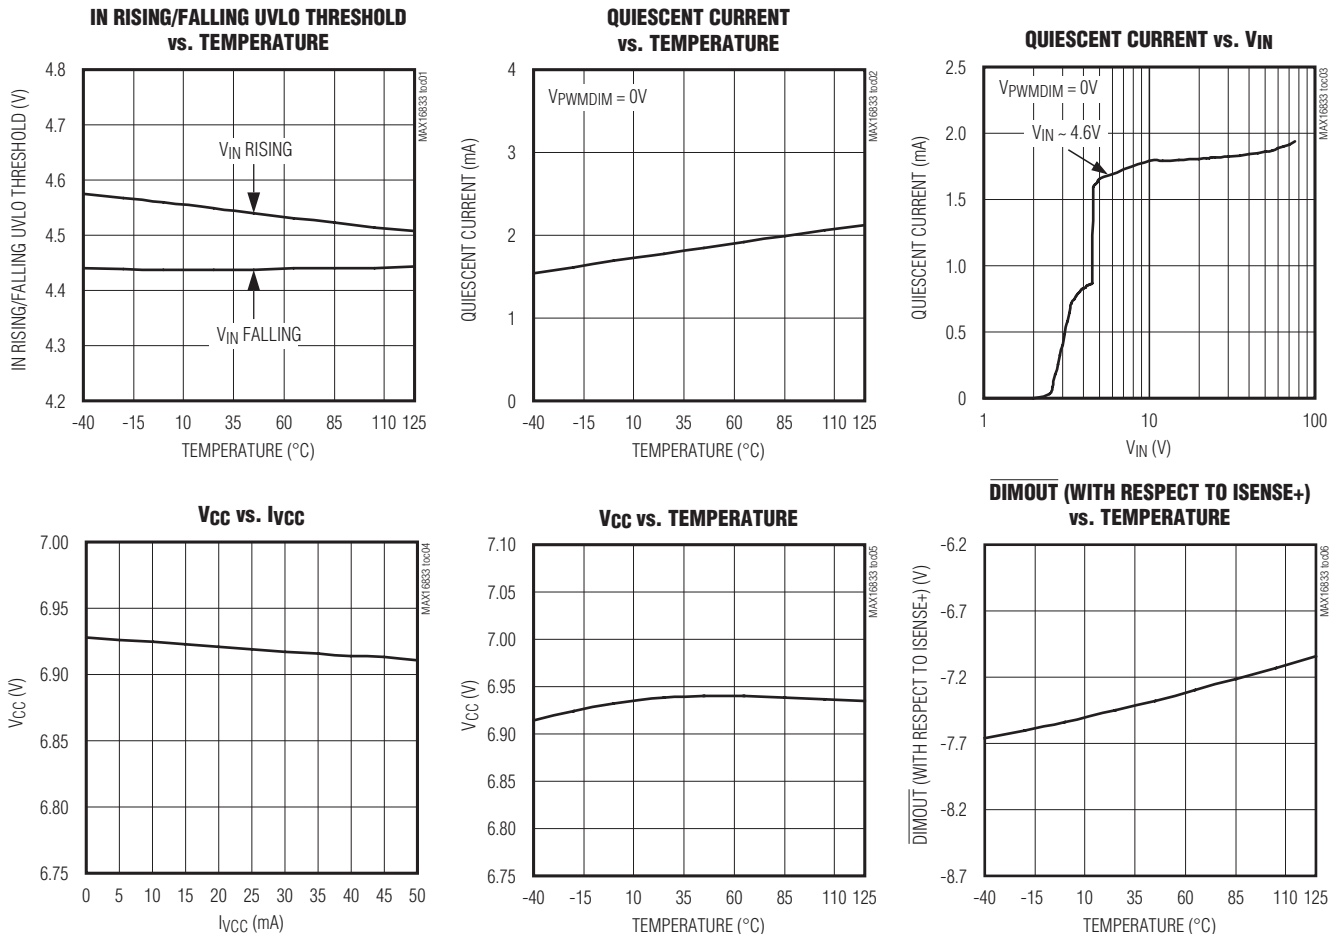 IN RISING/FALLING UVLO THRESHOLD
vs. TEMPERATURE
IN RISING/FALLING UVLO THRESHOLD (V)
4.8
4.7
4.6
4.5
4.4
4.3
4.2
VIN RISING
VIN FALLING
MAX16833 toc01
-40 -15 10 35 60 85 110 125
TEMPERATURE (°C)
QUIESCENT CURRENT
vs. TEMPERATURE
QUIESCENT CURRENT (mA)
4
3
2
1
0
VPWMDIM = 0V
MAX16833 toc02
-40 -15 10 35 60 85 110 125
TEMPERATURE (°C)
QUIESCENT CURRENT vs. VIN
QUIESCENT CURRENT (mA)
2.5
2.0
1.5
1.0
0.5
0
VPWMDIM = 0V
VIN ~ 4.6V
MAX16833 toc03
1 10 100
VIN (V)
VCC vs. IVCC
VCC (V)
7.00
6.95
6.90
6.85
6.80
6.75
MAX16833 toc04
0 5 10 15 20 25 30 35 40 45 50
IVCC (mA)
VCC vs. TEMPERATURE
VCC (V)
7.10
7.05
7.00
6.95
6.90
6.85
6.80
6.75
MAX16833 toc05
-40 -15 10 35 60 85 110 125
TEMPERATURE (°C)
DIMOUT (WITH RESPECT TO ISENSE+)
vs. TEMPERATURE
DIMOUT (WITH RESPECT TO ISENSE+) (V)
-6.2
-6.7
-7.2
-7.7
-8.2
-8.7
MAX16833 toc06
-40 -15 10 35 60 85 110 125
TEMPERATURE (°C)